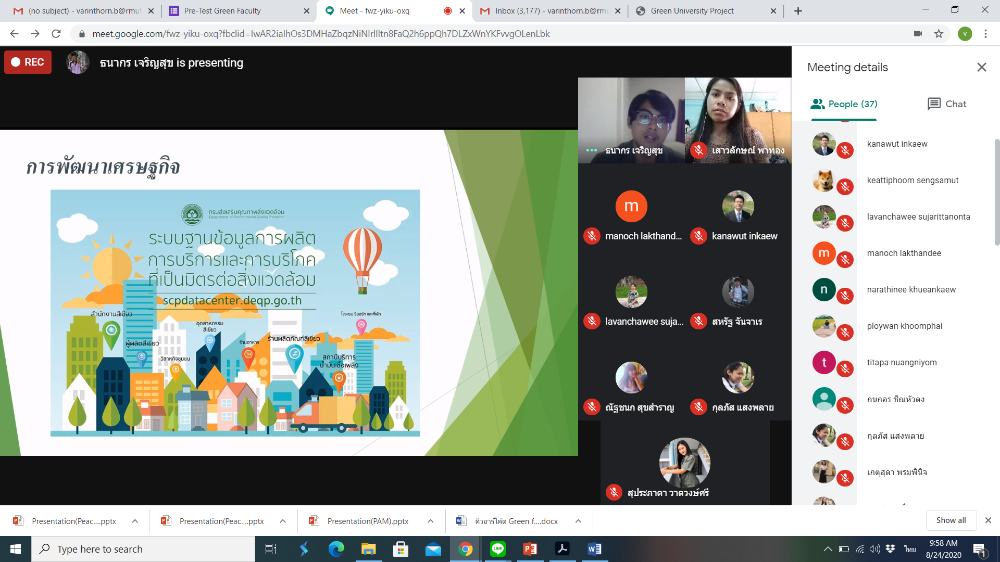 (no subject) - varinthorn.b@rmut
Pre-Test Green Faculty
Meet - fwz-yiku-oxq
Inbox (3,177) - varinthorn.b@rmu
Green University Project
meet.google.com/fwz-yiku-oxq?fbclid=IwAR2iaIhOs3DMHaZbqzNiNIrlIltn8FaQ2h6ppQh7DLZxWnYKFvvgOLenLbk
v
REC
ธนากร เจริญสุข is presenting
การพัฒนาเศรษฐกิจ
กรมส่งเสริมคุณภาพสิ่งแวดล้อม
Department of Environmental Quality Promotion
ระบบฐานข้อมูลการผลิต
การบริการและการบริโภค
ที่เป็นมิตรต่อสิ่งแวดล้อม
scpdatacenter.deqp.go.th
สำนักงานสีเขียว
โรงแรม รีสอร์ท และที่พัก
อุตสาหกรรม
สีเขียว
ผู้ผลิตสีเขียว
ร้านอาหาร
ร้านผลิตภัณฑ์สีเขียว
วิสาหกิจชุมชน
สถานีบริการ
น้ำมันเชื้อเพลิง
ธนากร เจริญสุข
เสาวลักษณ์ พาทอง
m
manoch lakthand...
kanawut inkaew
lavanchawee suja...
สหรัฐ จันจาเร
ณัฐชนก สุขสำราญ
กุลภัส แสงพลาย
สุประภาดา วาดวงษ์ศรี
Meeting details
People (37)
Chat
kanawut inkaew
keattiphoom sengsamut
lavanchawee sujarittanonta
m
manoch lakthandee
n
narathinee khueankaew
ploywan khoomphai
t
titapa nuangniyom
กนกอร ชิณหัวดง
กุลภัส แสงพลาย
เกตุสุดา พรมพินิจ
Presentation(Peac....pptx
Presentation(Peac....pptx
Presentation(PAM).pptx
คิวอาร์โค้ด Green f....docx
Show all
Type here to search
LINE
ไทย
9:58 AM
8/24/2020
1